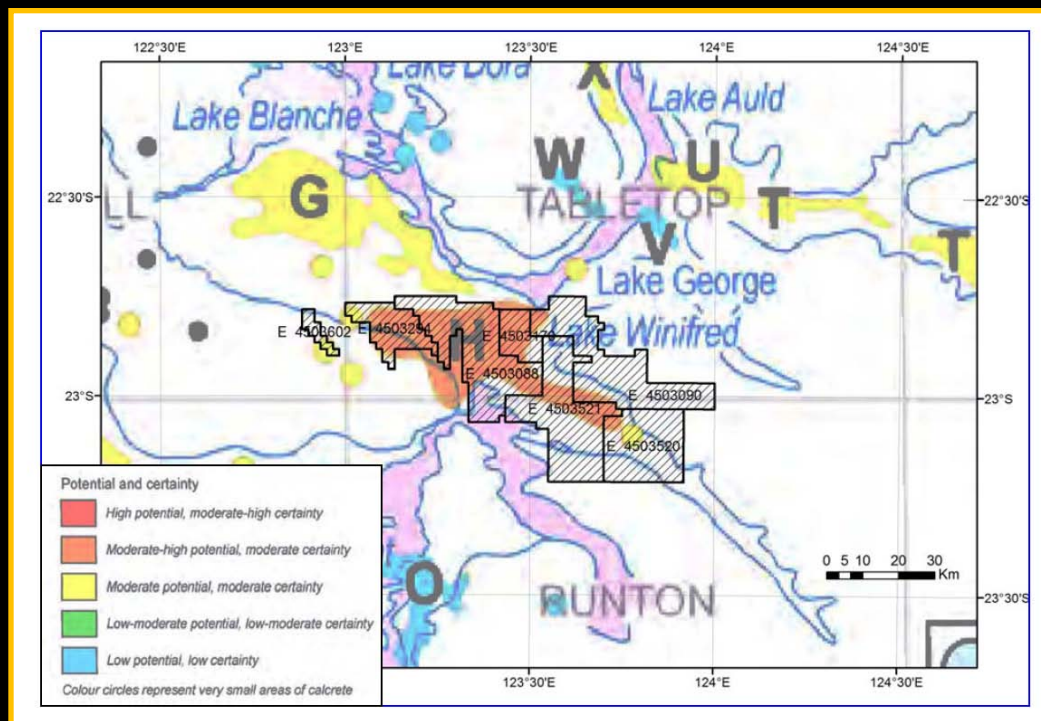 122°30'E 123°E 123°30'E 124°E 124°30'E
Lake Dora
X
Lake Auld
Lake Blanche
W
U
22°30'S
G
TABLETOP
T
22°30'S
LL
V
T
Lake George
E 4503602
E 4503294
E 4503170
Lake Winifred
H
E 4503088
23°S
E 4503090
23°S
E 4503521
E 4503520
Potential and certainty
High potential, moderate-high certainty
Moderate-high potential, moderate certainty
Moderate potential, moderate certainty
Low-moderate potential, low-moderate certainty
Low potential, low certainty
Colour circles represent very small areas of calcrete
O
RUNTON
0 5 10 20 30
Km
23°30'S
123°30'E 124°E 124°30'E